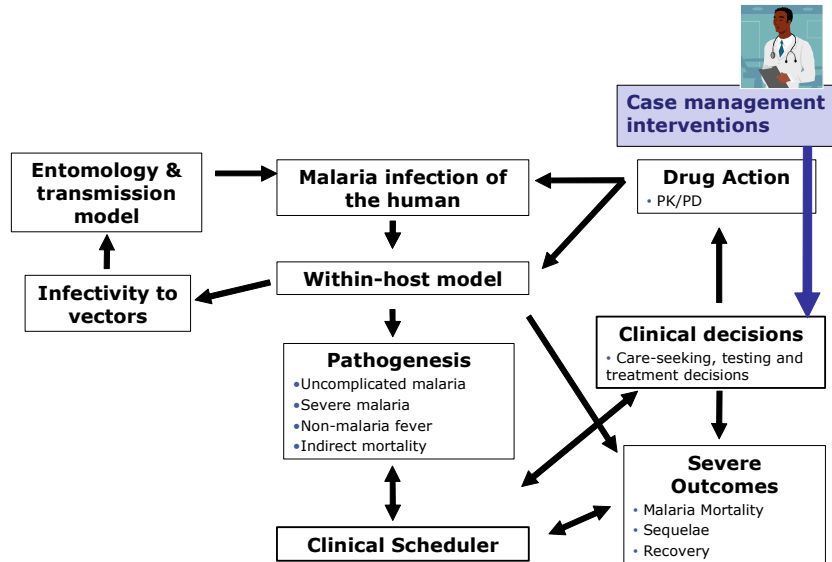 Case management
interventions
Entomology &
transmission
model
Malaria infection of
the human
Drug Action
• PK/PD
Within-host model
Infectivity to
vectors
Clinical decisions
• Care-seeking, testing and
treatment decisions
Pathogenesis
•Uncomplicated malaria
•Severe malaria
•Non-malaria fever
•Indirect mortality
Severe
Outcomes
• Malaria Mortality
• Sequelae
• Recovery
Clinical Scheduler